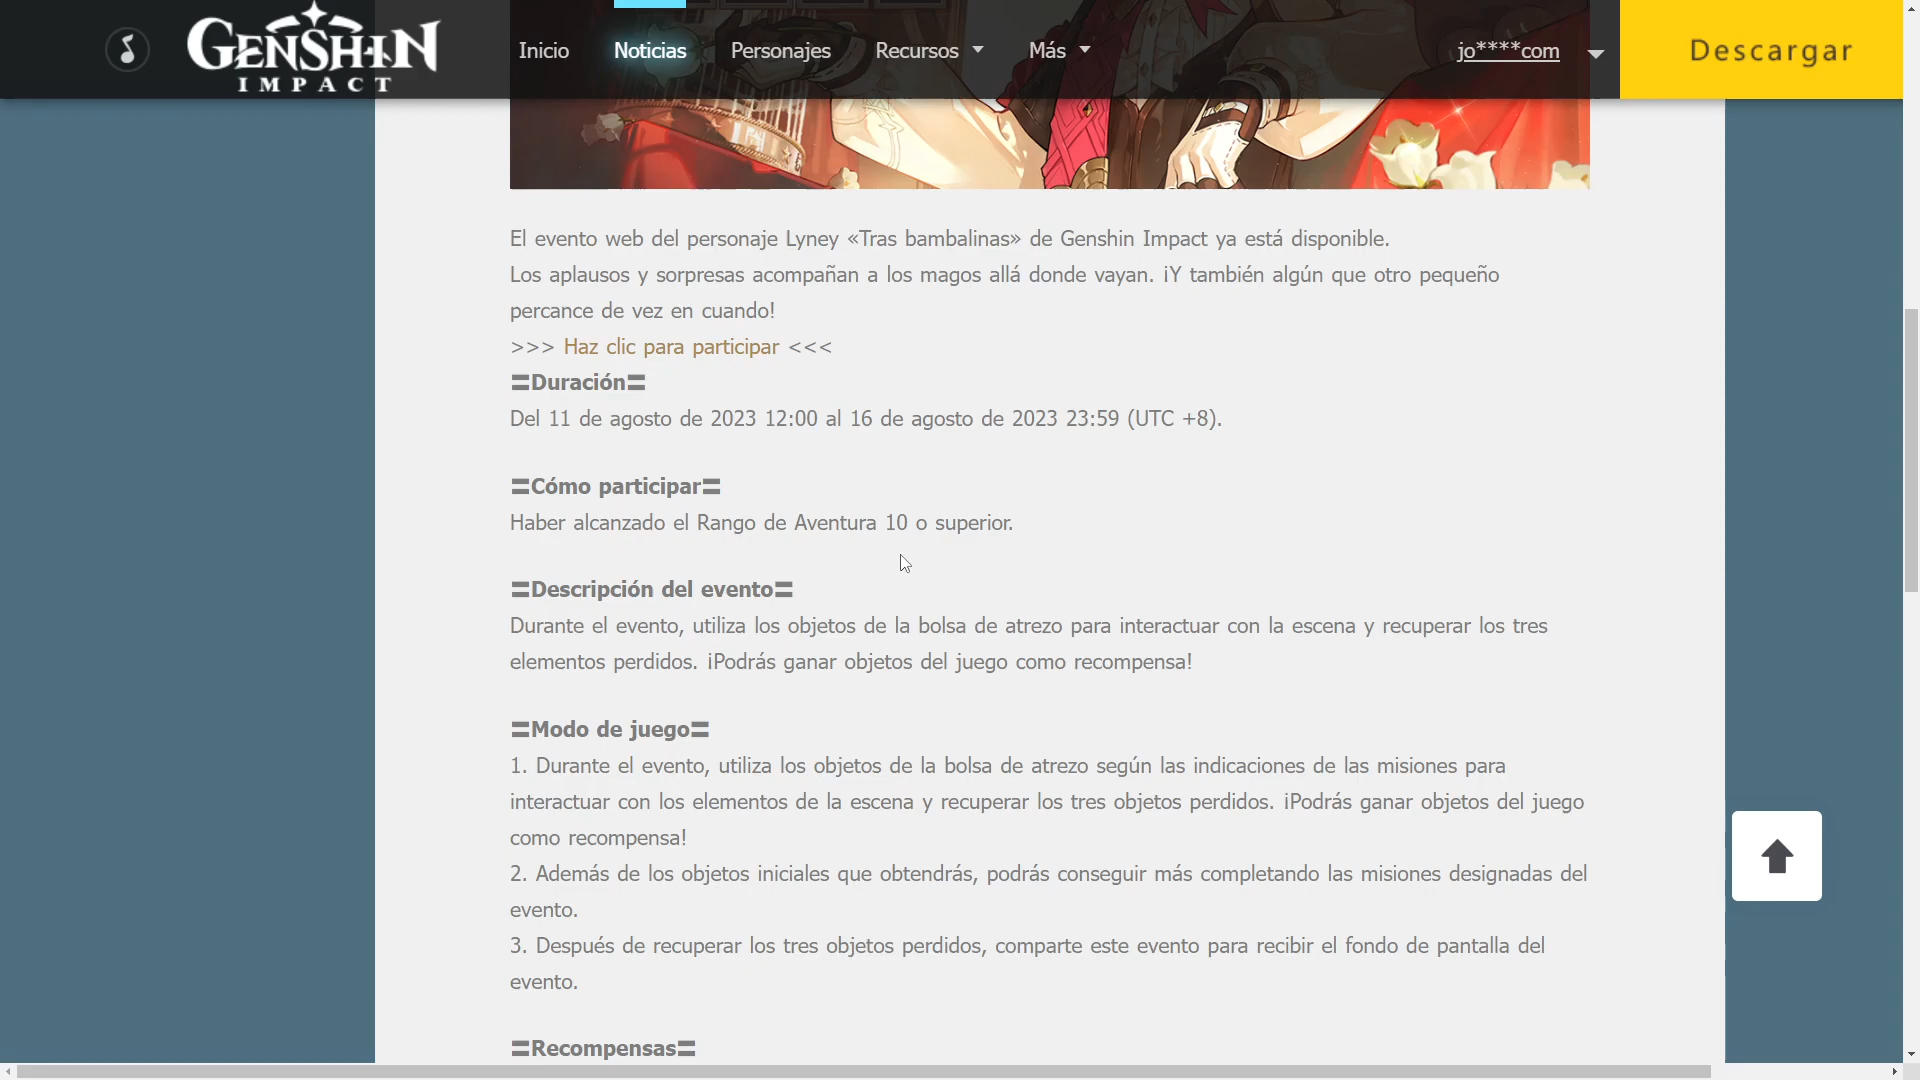 GENSHIN
IMPACT
Inicio
Noticias
Personajes
Recursos
Más
jo****com
Descargar
El evento web del personaje Lyney «Tras bambalinas» de Genshin Impact ya está disponible.
Los aplausos y sorpresas acompañan a los magos allá donde vayan. ¡Y también algún que otro pequeño
percance de vez en cuando!
>>> Haz clic para participar <<<
〓Duración〓
Del 11 de agosto de 2023 12:00 al 16 de agosto de 2023 23:59 (UTC +8).
〓Cómo participar〓
Haber alcanzado el Rango de Aventura 10 o superior.
〓Descripción del evento〓
Durante el evento, utiliza los objetos de la bolsa de atrezo para interactuar con la escena y recuperar los tres
elementos perdidos. ¡Podrás ganar objetos del juego como recompensa!
〓Modo de juego〓
1. Durante el evento, utiliza los objetos de la bolsa de atrezo según las indicaciones de las misiones para
interactuar con los elementos de la escena y recuperar los tres objetos perdidos. ¡Podrás ganar objetos del juego
como recompensa!
2. Además de los objetos iniciales que obtendrás, podrás conseguir más completando las misiones designadas del
evento.
3. Después de recuperar los tres objetos perdidos, comparte este evento para recibir el fondo de pantalla del
evento.
〓Recompensas〓